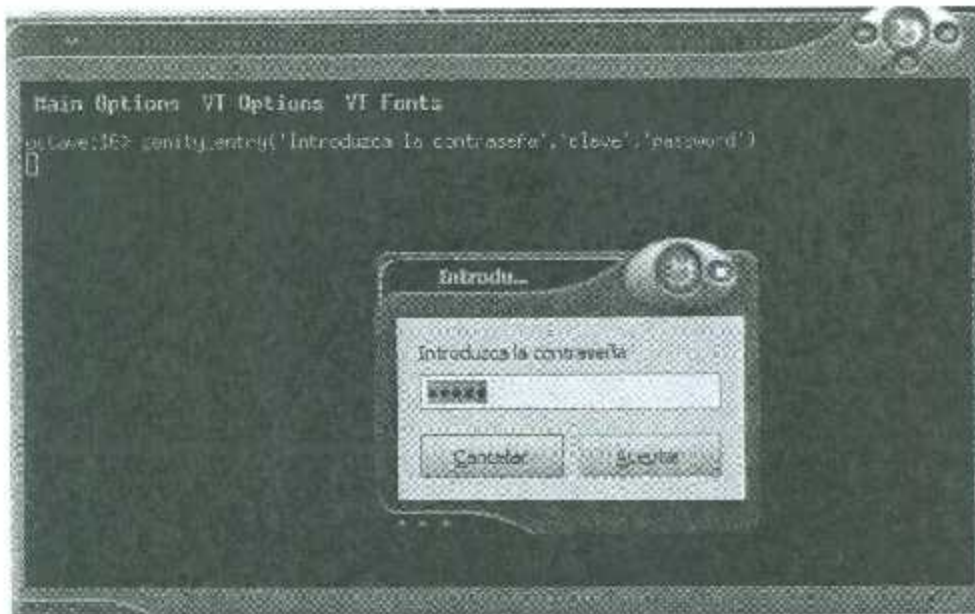 Main Options VT Options VT Fonts
octave:16> zenity_entry('Introduzca la contraseña','clave','password')
Introdu...
Introduzca la contraseña
Cancelar
Aceptar